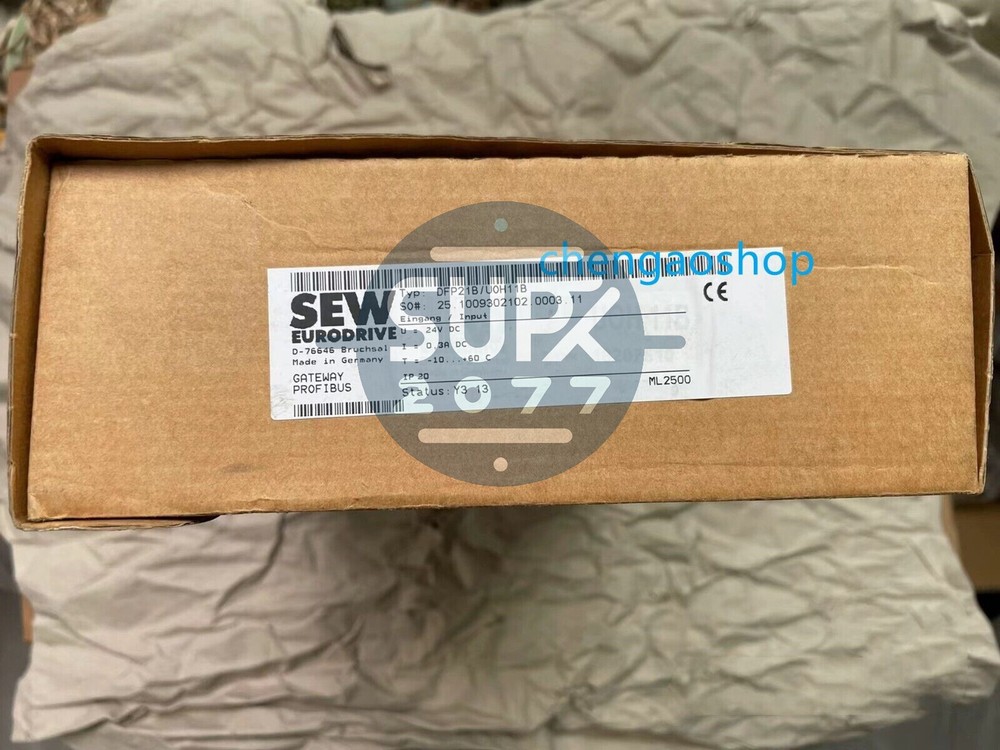 chengaoshop
SEW
EURODRIVE
D-76646 Bruchsal
Made in Germany
GATEWAY
PROFIBUS
Typ: DFP21B/UOH11B
SO#: 25.1009302102.0003.11
Eingang / Input
U = 24V DC
I = 0.3A DC
T = -10...+60 C
IP 20
Status: Y3 13
ML2500
CE
SUPX
2077